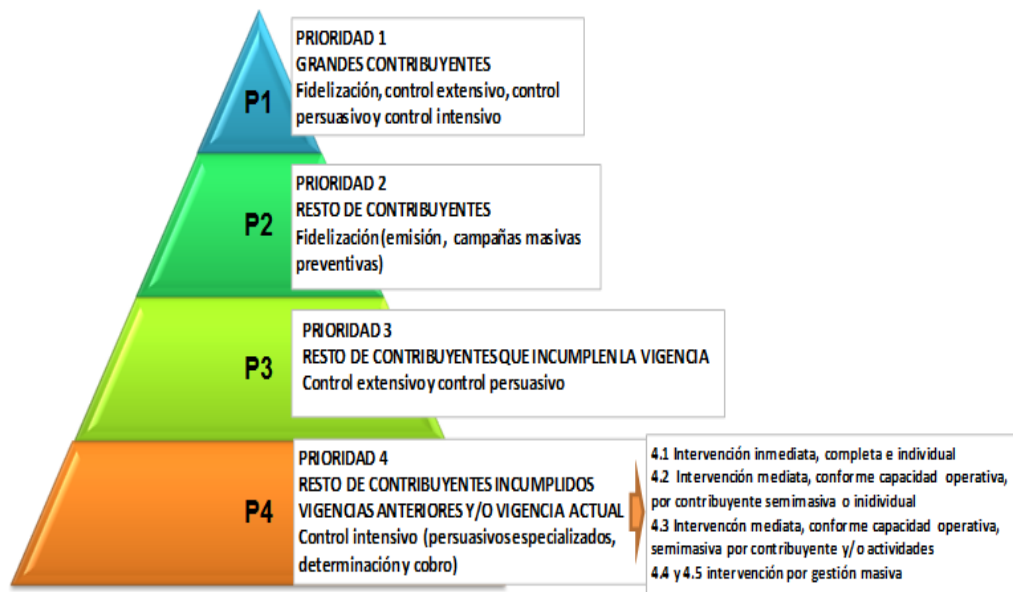 P1
PRIORIDAD 1
GRANDES CONTRIBUYENTES
Fidelización, control extensivo, control
persuasivo y control intensivo
P2
PRIORIDAD 2
RESTO DE CONTRIBUYENTES
Fidelización (emisión, campañas masivas
preventivas)
P3
PRIORIDAD 3
RESTO DE CONTRIBUYENTES QUE INCUMPLEN LA VIGENCIA
Control extensivo y control persuasivo
P4
PRIORIDAD 4
RESTO DE CONTRIBUYENTES INCUMPLIDOS
VIGENCIAS ANTERIORES Y/O VIGENCIA ACTUAL
Control intensivo (persuasivos especializados,
determinación y cobro)
4.1 Intervención inmediata, completa e individual
4.2 Intervención mediata, conforme capacidad operativa,
por contribuyente semimasiva o inidividual
4.3 Intervencón mediata, conforme capacidad operativa,
semimasiva por contribuyente y/o actividades
4.4 y 4.5 intervención por gestión masiva